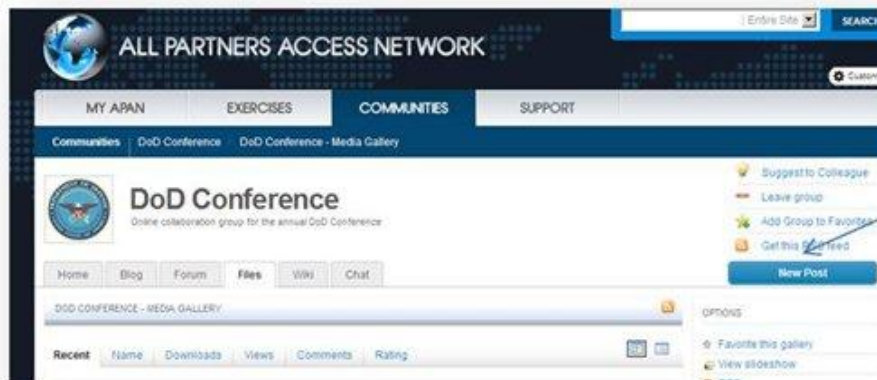 Entire Site
SEARCH
ALL PARTNERS ACCESS NETWORK
MY APAN EXERCISES COMMUNITIES SUPPORT
Communities DoD Conference DoD Conference - Media Gallery
DoD Conference
Online collaboration group for the annual DoD Conference
Suggest to Colleague
Leave group
Add Group to Favorites
Get this feed
New Post
Home Blog Forum Files Wiki Chat
DOD CONFERENCE - MEDIA GALLERY
OPTIONS
Recent Name Downloads Views Comments Rating
Favorite this gallery
View slideshow